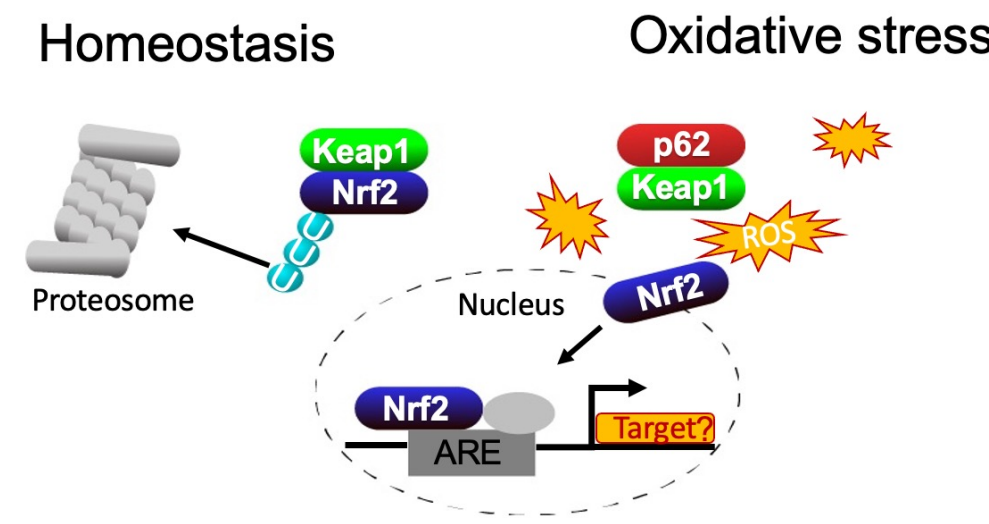 Homeostasis
Oxidative stress
Keap1
Nrf2
U
U
U
Proteosome
p62
Keap1
ROS
Nrf2
Nucleus
Nrf2
ARE
Target?